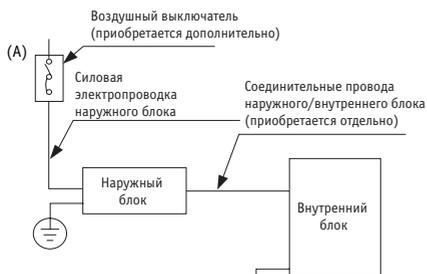 Воздушный выключатель
(приобретается дополнительно)
(А)
Силовая
электропроводка
наружного блока
Соединительные провода
наружного/внутреннего блока
(приобретается отдельно)
Наружный
блок
Внутренний
блок